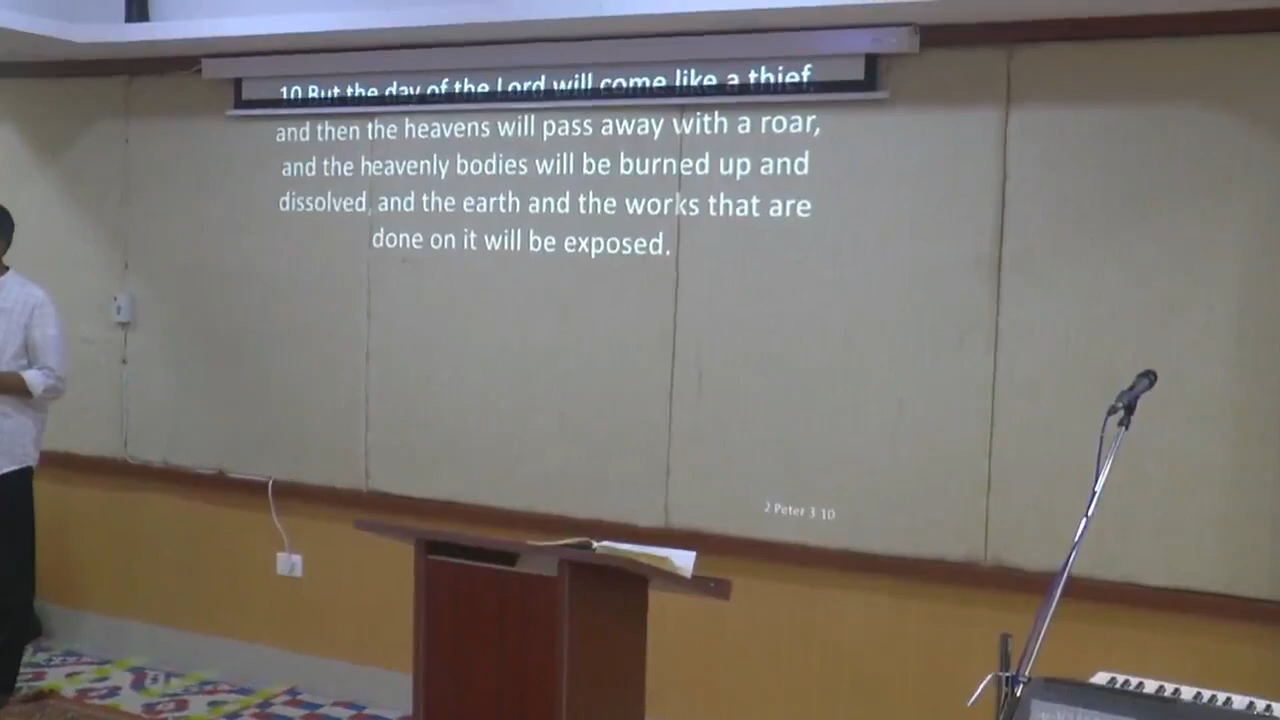 10 But the day of the Lord will come like a thief,
and then the heavens will pass away with a roar,
and the heavenly bodies will be burned up and
dissolved, and the earth and the works that are
done on it will be exposed.
2 Peter 3 10